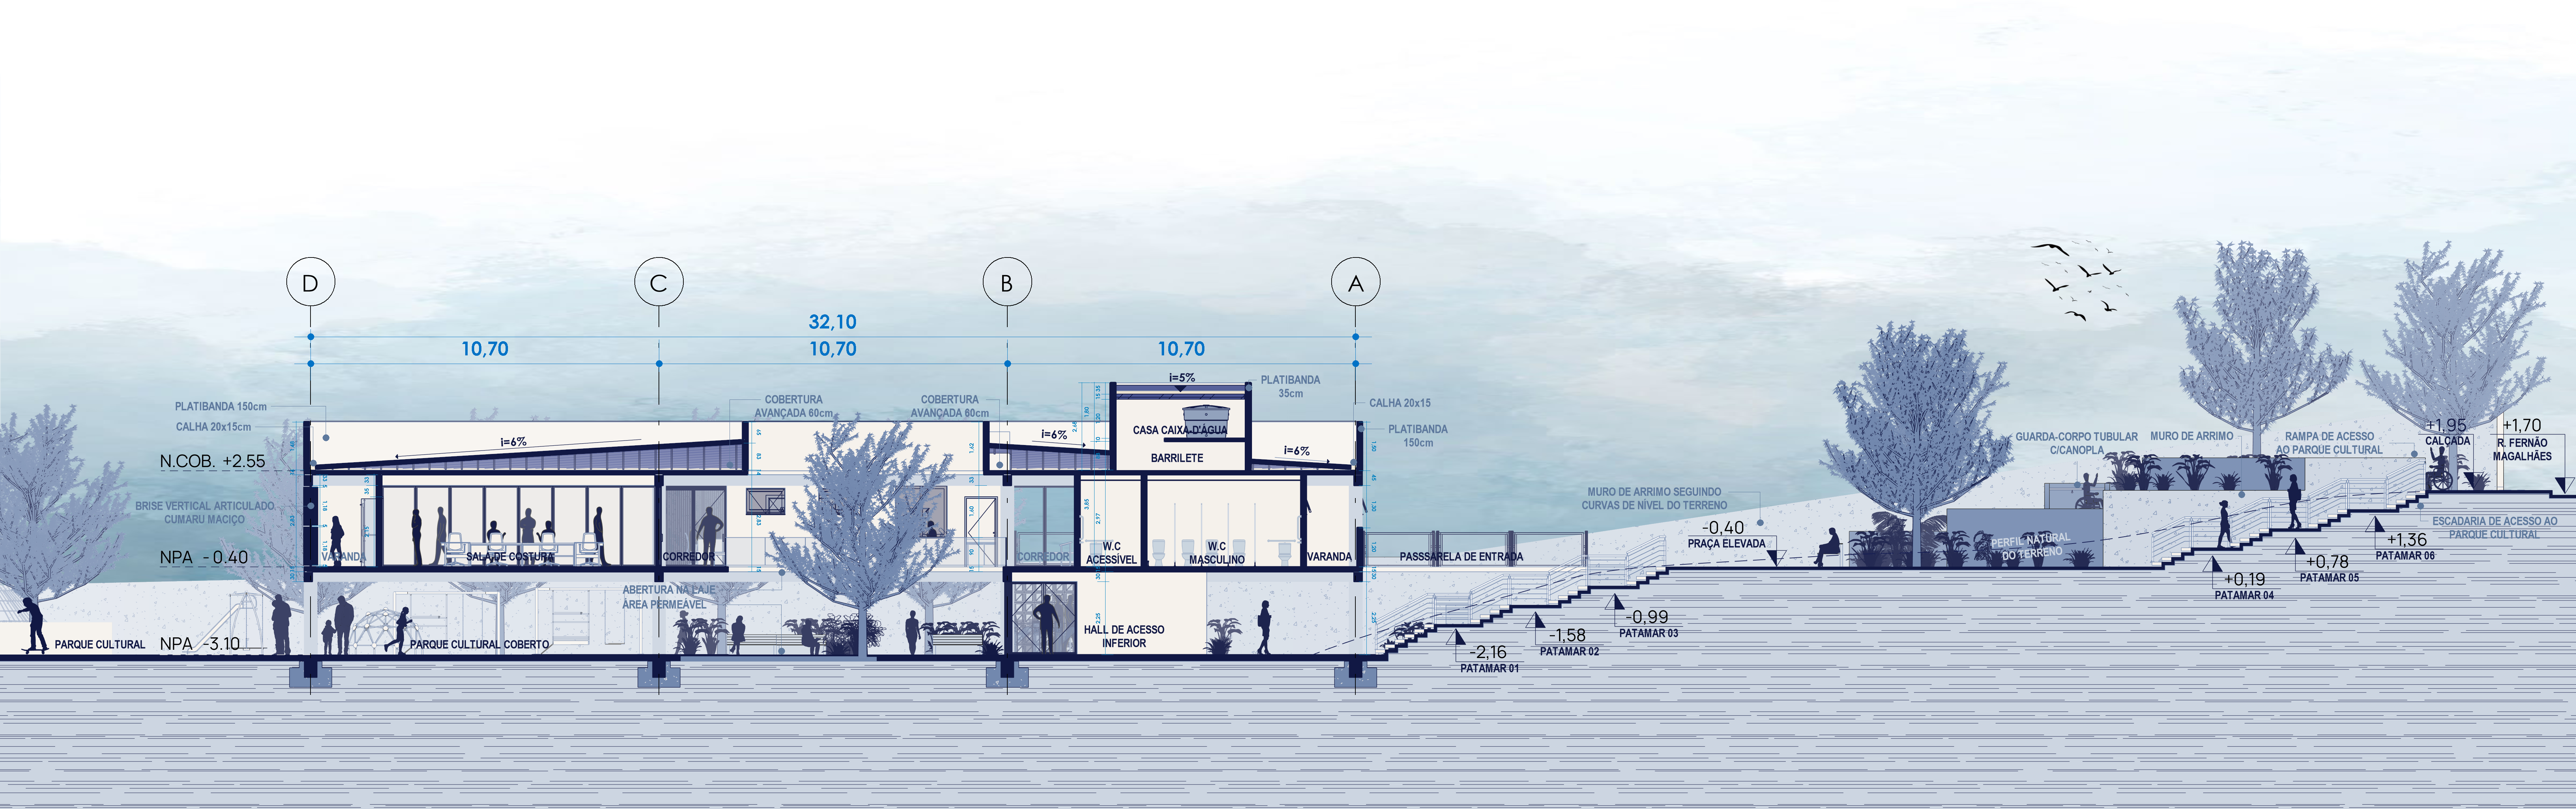 D
C
B
A
32,10
10,70
10,70
10,70
PLATIBANDA 150cm
CALHA 20x15cm
N.COB. +2.55
BRISE VERTICAL ARTICULADO
CUMARU MACIÇO
NPA - 0.40
NPA -3.10
PARQUE CULTURAL
i=6%
COBERTURA
AVANÇADA 60cm
COBERTURA
AVANÇADA 60cm
i=6%
i=5%
PLATIBANDA
35cm
CASA CAIXA D'ÁGUA
BARRILETE
i=6%
CALHA 20x15
PLATIBANDA
150cm
VARANDA
SALA DE COSTURA
CORREDOR
CORREDOR
W.C
ACESSÍVEL
W.C
MASCULINO
VARANDA
PASSSARELA DE ENTRADA
ABERTURA NA LAJE
ÁREA PERMEÁVEL
PARQUE CULTURAL COBERTO
HALL DE ACESSO
INFERIOR
-2,16
PATAMAR 01
-1,58
PATAMAR 02
-0,99
PATAMAR 03
MURO DE ARRIMO SEGUINDO
CURVAS DE NÍVEL DO TERRENO
-0,40
PRAÇA ELEVADA
PERFIL NATURAL
DO TERRENO
GUARDA-CORPO TUBULAR
C/CANOPLA
MURO DE ARRIMO
RAMPA DE ACESSO
AO PARQUE CULTURAL
+1,95
CALÇADA
+1,70
R. FERNÃO
MAGALHÃES
ESCADARIA DE ACESSO AO
PARQUE CULTURAL
+1,36
PATAMAR 06
+0,78
PATAMAR 05
+0,19
PATAMAR 04